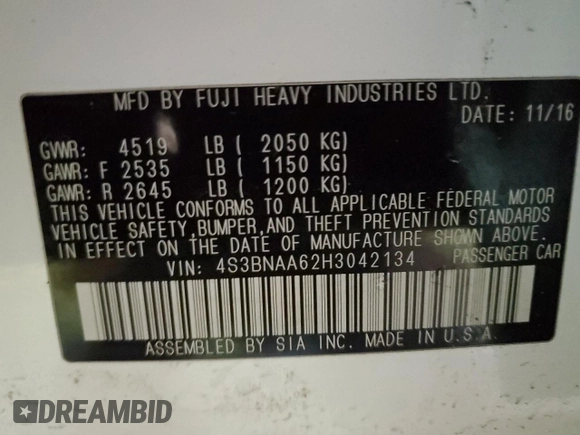 MFD BY FUJI HEAVY INDUSTRIES LTD.
DATE: 11/16
GVWR: 4519 LB ( 2050 KG)
GAWR: F 2535 LB ( 1150 KG)
GAWR: R 2645 LB ( 1200 KG)
THIS VEHICLE CONFORMS TO ALL APPLICABLE FEDERAL MOTOR
VEHICLE SAFETY, BUMPER, AND THEFT PREVENTION STANDARDS
IN EFFECT ON THE DATE OF MANUFACTURE SHOWN ABOVE.
VIN: 4S3BNAA62H3042134 PASSENGER CAR
ASSEMBLED BY SIA INC. MADE IN U.S.A.
DREAMBID